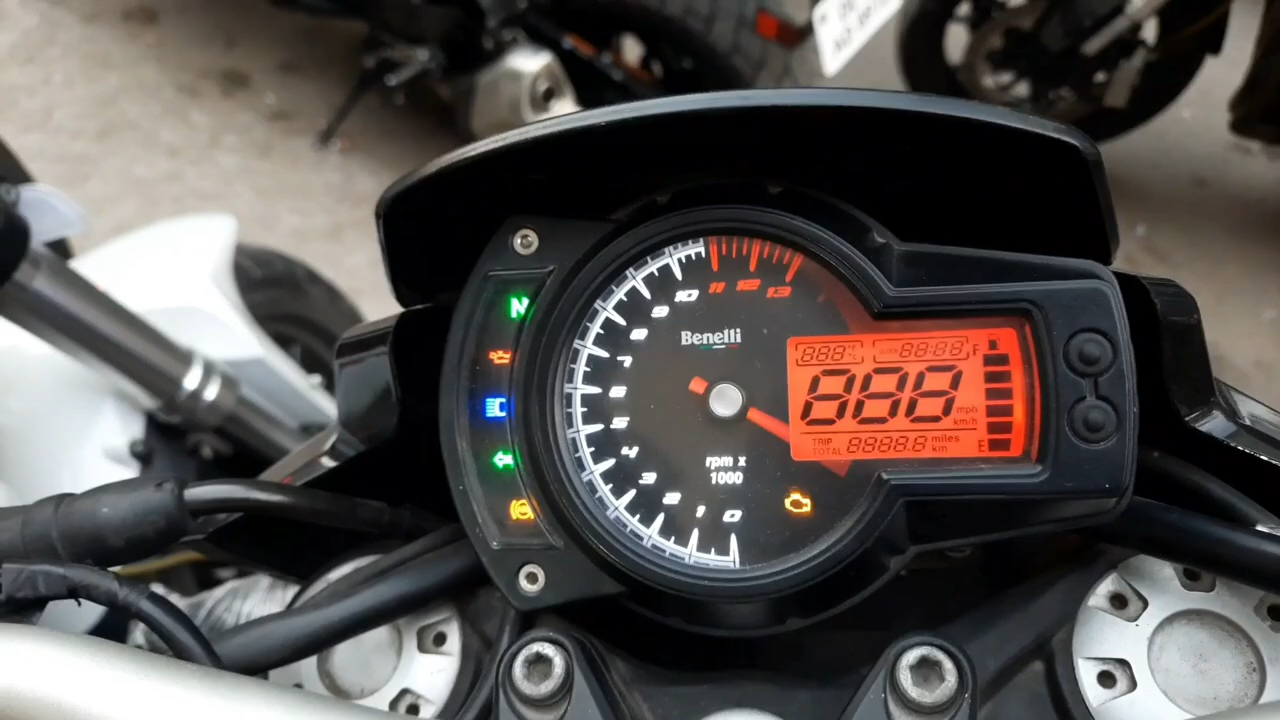 N
10 11 12 13
9
8
7
6
5
4
3
2
1 0
Benelli
rpm x
1000
888 °F °C 88:88 F
888
mph
km/h
TRIP 8888.8 miles
TOTAL km
E